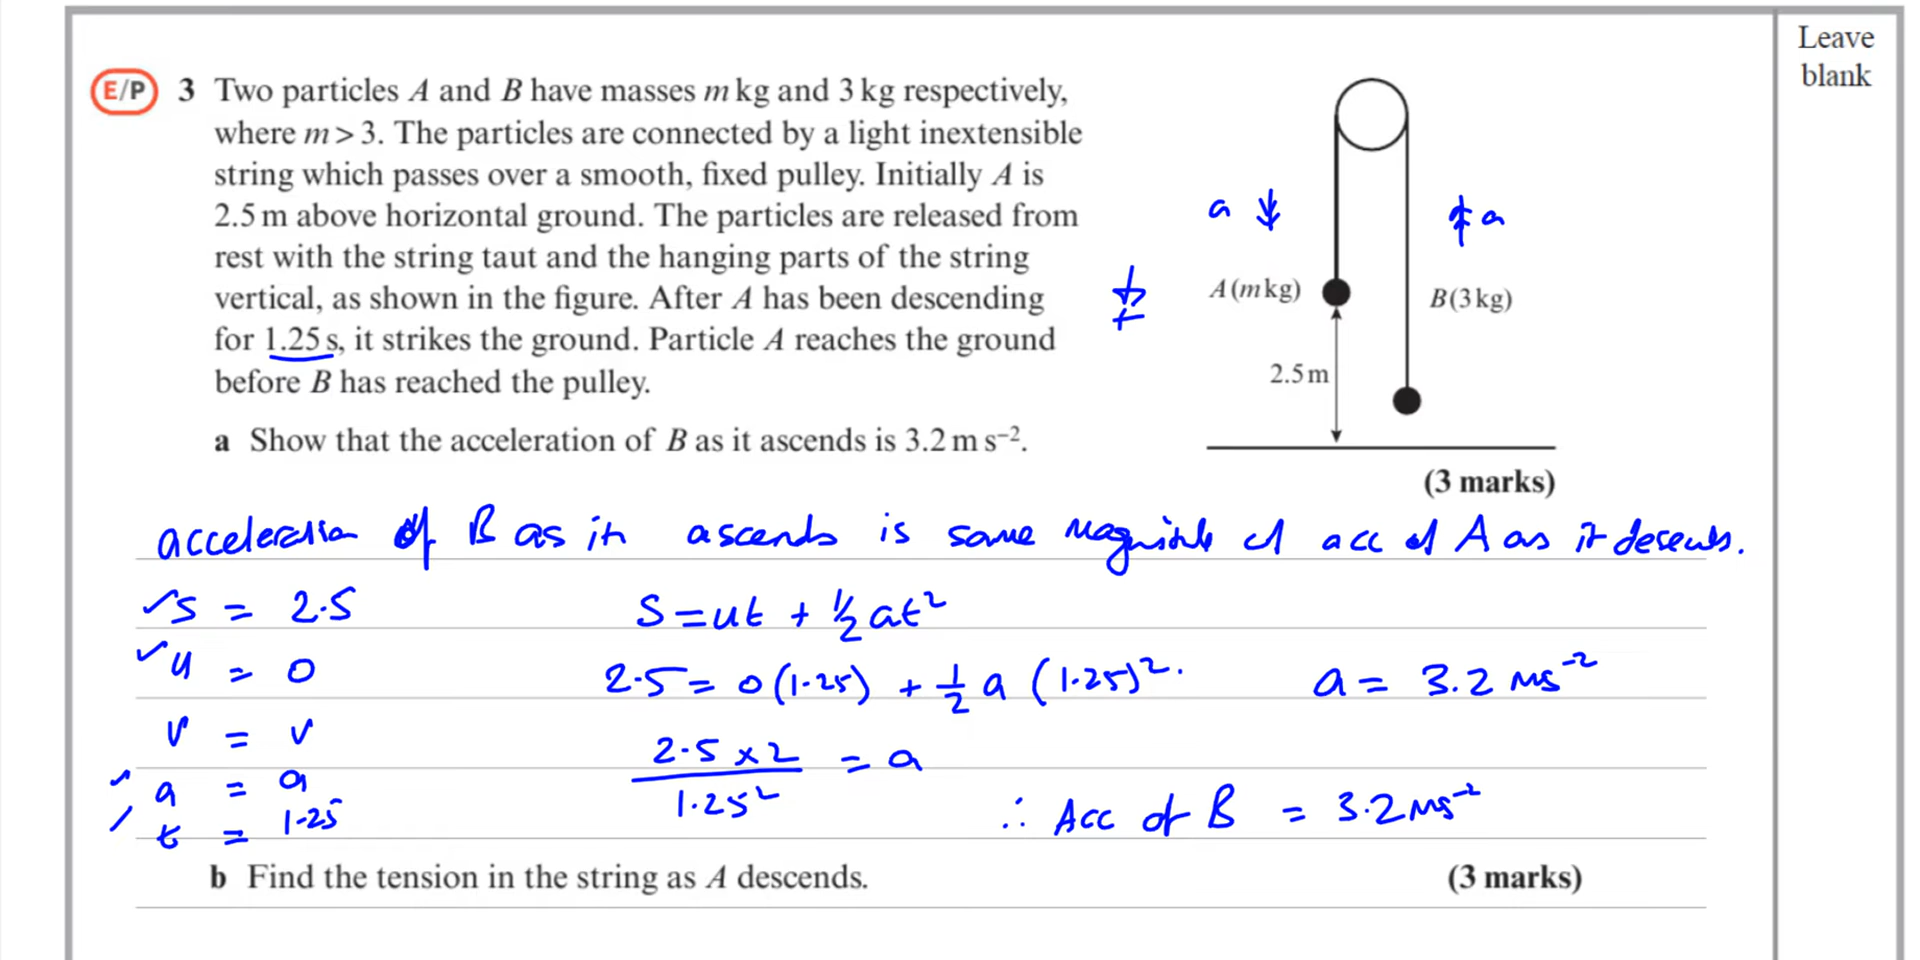 Leave
blank
E/P 3 Two particles A and B have masses m kg and 3 kg respectively,
where m > 3. The particles are connected by a light inextensible
string which passes over a smooth, fixed pulley. Initially A is
2.5 m above horizontal ground. The particles are released from
rest with the string taut and the hanging parts of the string
vertical, as shown in the figure. After A has been descending
for 1.25 s, it strikes the ground. Particle A reaches the ground
before B has reached the pulley.
a
a
A (m kg)
B (3 kg)
2.5 m
a Show that the acceleration of B as it ascends is 3.2 m s⁻².
(3 marks)
acceleration of B as it ascends is same magnitude of acc of A as it descends.
✓s = 2.5
✓u = 0
v = v
✓a = a
✓t = 1.25
S = ut + ½ at²
2.5 = 0(1.25) + ½ a (1.25)².
2.5 x 2 / 1.25² = a
a = 3.2 ms⁻²
∴ Acc of B = 3.2 ms⁻²
b Find the tension in the string as A descends.
(3 marks)